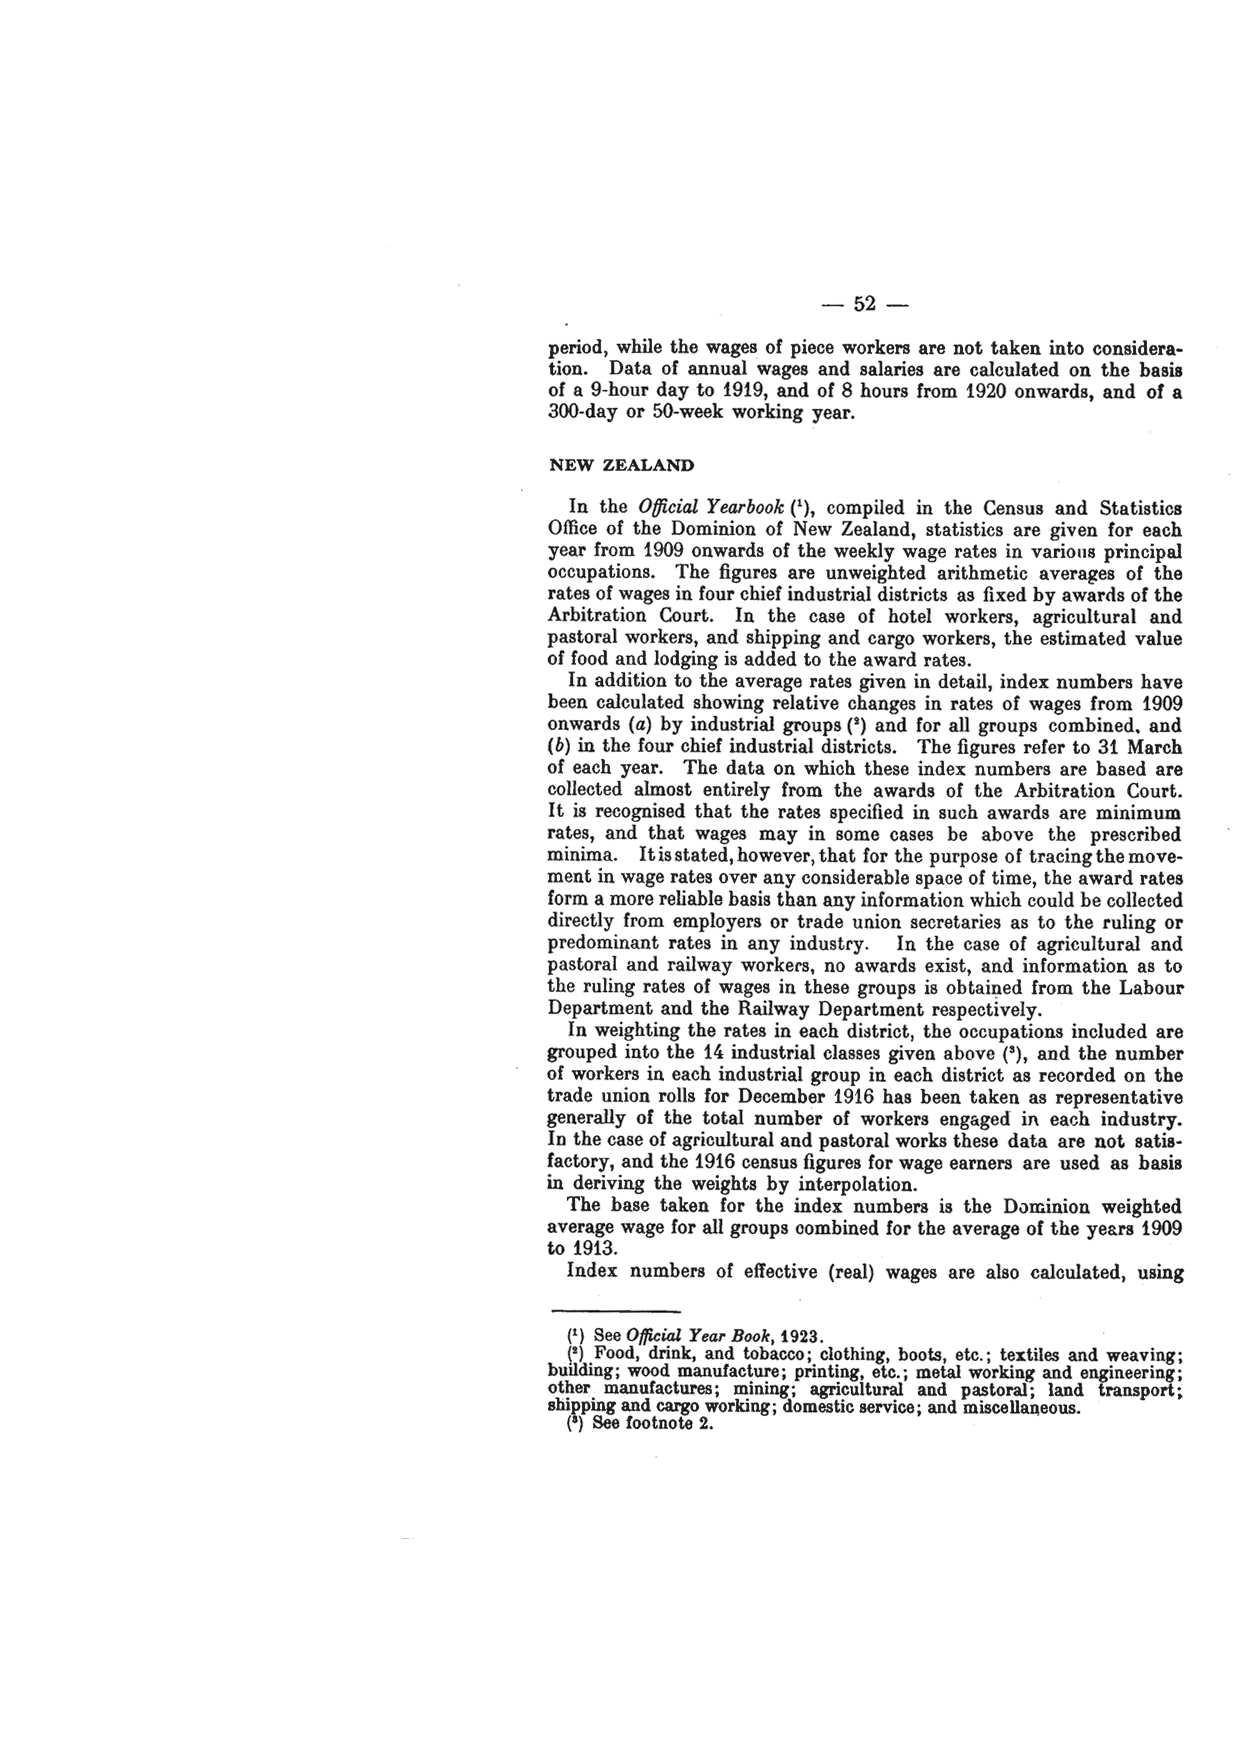 — 52 —
period, while the wages of piece workers are not taken into considera-
tion. Data of annual wages and salaries are calculated on the basis
of a 9-hour day to 1919, and of 8 hours from 1920 onwards, and of a
300-day or 50-week working year.
NEW ZEALAND
In the Official Yearbook (¹), compiled in the Census and Statistics
Office of the Dominion of New Zealand, statistics are given for each
year from 1909 onwards of the weekly wage rates in various principal
occupations. The figures are unweighted arithmetic averages of the
rates of wages in four chief industrial districts as fixed by awards of the
Arbitration Court. In the case of hotel workers, agricultural and
pastoral workers, and shipping and cargo workers, the estimated value
of food and lodging is added to the award rates.
In addition to the average rates given in detail, index numbers have
been calculated showing relative changes in rates of wages from 1909
onwards (a) by industrial groups (²) and for all groups combined, and
(b) in the four chief industrial districts. The figures refer to 31 March
of each year. The data on which these index numbers are based are
collected almost entirely from the awards of the Arbitration Court.
It is recognised that the rates specified in such awards are minimum
rates, and that wages may in some cases be above the prescribed
minima. It is stated, however, that for the purpose of tracing the move-
ment in wage rates over any considerable space of time, the award rates
form a more reliable basis than any information which could be collected
directly from employers or trade union secretaries as to the ruling or
predominant rates in any industry. In the case of agricultural and
pastoral and railway workers, no awards exist, and information as to
the ruling rates of wages in these groups is obtained from the Labour
Department and the Railway Department respectively.
In weighting the rates in each district, the occupations included are
grouped into the 14 industrial classes given above (³), and the number
of workers in each industrial group in each district as recorded on the
trade union rolls for December 1916 has been taken as representative
generally of the total number of workers engaged in each industry.
In the case of agricultural and pastoral works these data are not satis-
factory, and the 1916 census figures for wage earners are used as basis
in deriving the weights by interpolation.
The base taken for the index numbers is the Dominion weighted
average wage for all groups combined for the average of the years 1909
to 1913.
Index numbers of effective (real) wages are also calculated, using
(¹) See Official Year Book, 1923.
(²) Food, drink, and tobacco; clothing, boots, etc.; textiles and weaving;
building; wood manufacture; printing, etc.; metal working and engineering;
other manufactures; mining; agricultural and pastoral; land transport;
shipping and cargo working; domestic service; and miscellaneous.
(³) See footnote 2.